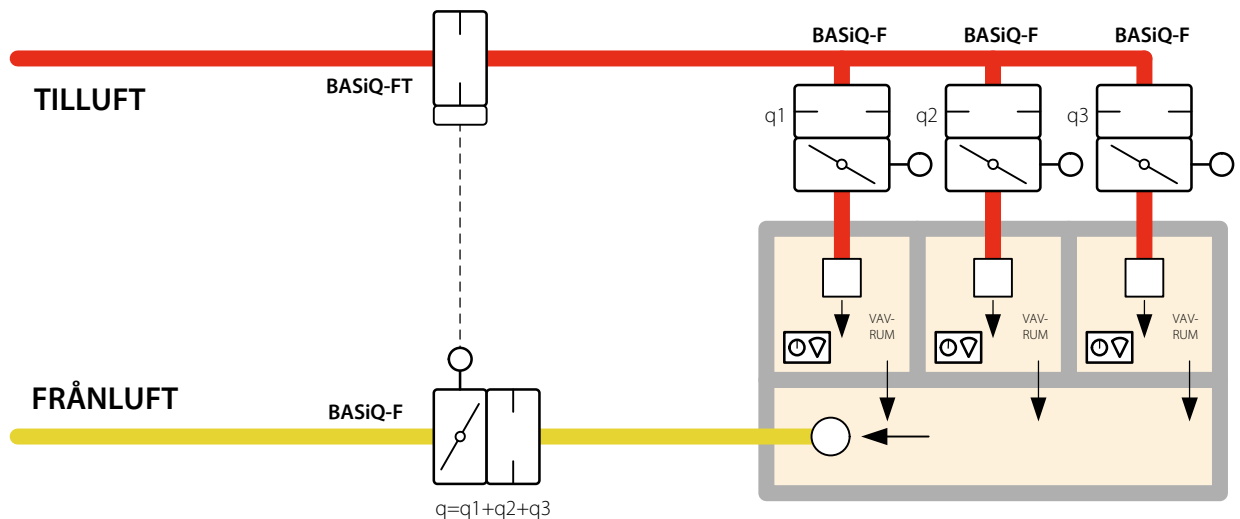 BASiQ-F BASiQ-F BASiQ-F
BASiQ-FT
TILLUFT
q1 q2 q3
VAV-
RUM
VAV-
RUM
VAV-
RUM
FRÅNLUFT
BASiQ-F
q=q1+q2+q3